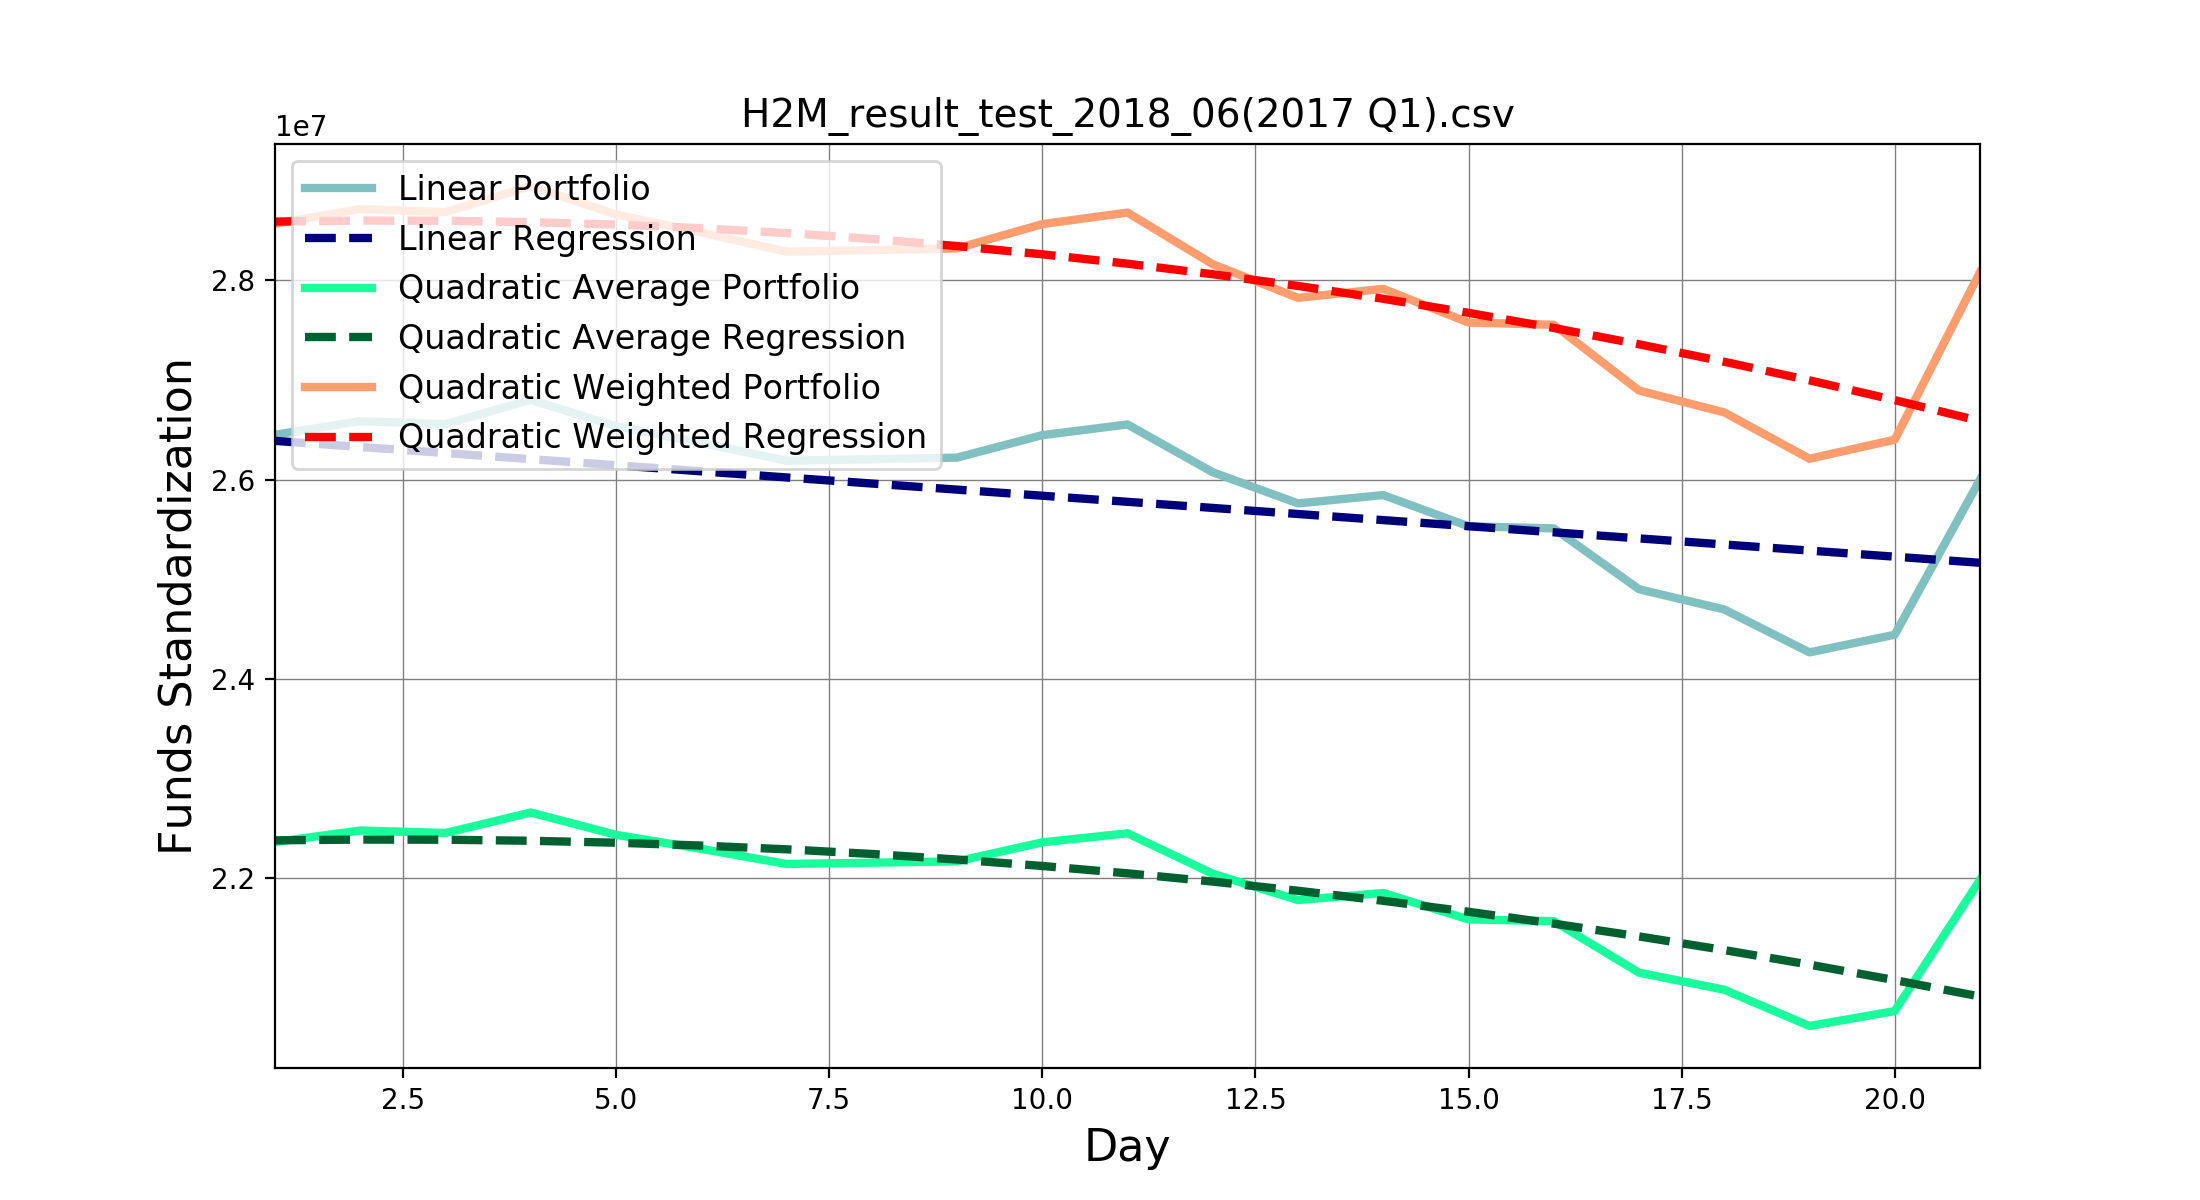 H2M_result_test_2018_06(2017 Q1).csv
1e7
Linear Portfolio
Linear Regression
Quadratic Average Portfolio
Quadratic Average Regression
Quadratic Weighted Portfolio
Quadratic Weighted Regression
2.8
2.6
2.4
2.2
Funds Standardization
2.5 5.0 7.5 10.0 12.5 15.0 17.5 20.0
Day